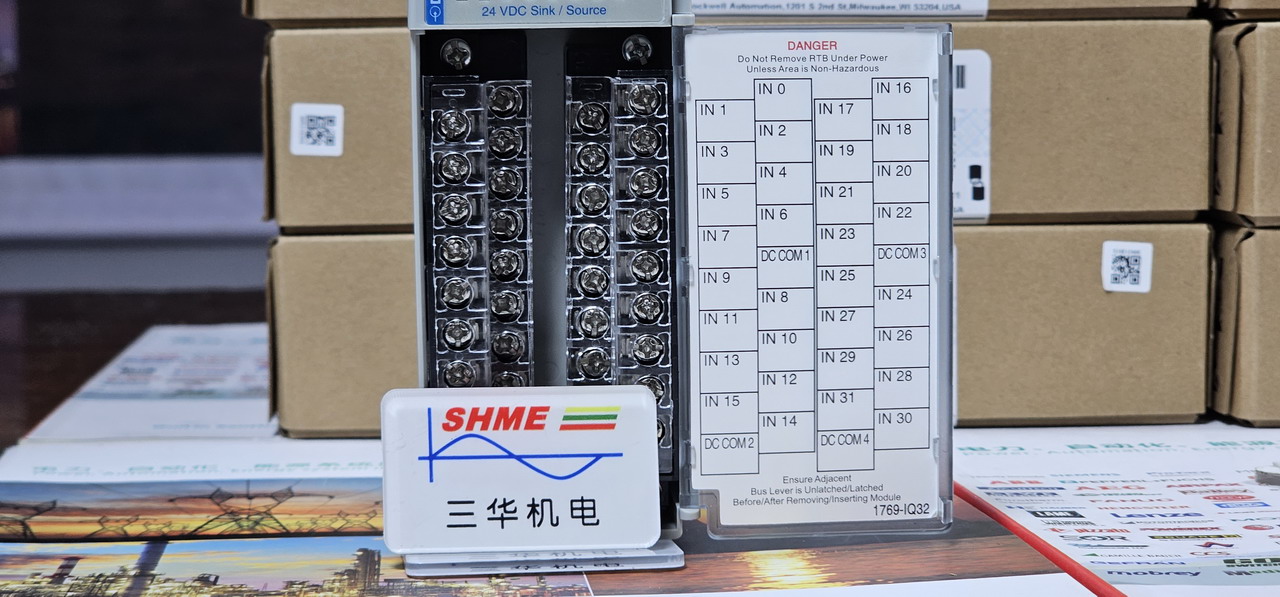 24 VDC Sink / Source
ockwell Automation,1201 S 2nd St,Milwaukee,WI 53204,USA
DANGER
Do Not Remove RTB Under Power
Unless Area is Non-Hazardous
IN 0
IN 16
IN 1
IN 17
IN 2
IN 18
IN 3
IN 19
IN 4
IN 20
IN 5
IN 21
IN 6
IN 22
IN 7
IN 23
DC COM 1
DC COM 3
IN 9
IN 25
IN 8
IN 24
IN 11
IN 27
IN 10
IN 26
IN 13
IN 29
IN 12
IN 28
IN 15
IN 31
IN 14
IN 30
DC COM 2
DC COM 4
Ensure Adjacent
Bus Lever is Unlatched/Latched
Before/After Removing/Inserting Module
1769-IQ32
SHME
三华机电
ABB
AEG
Lenze
mobrey